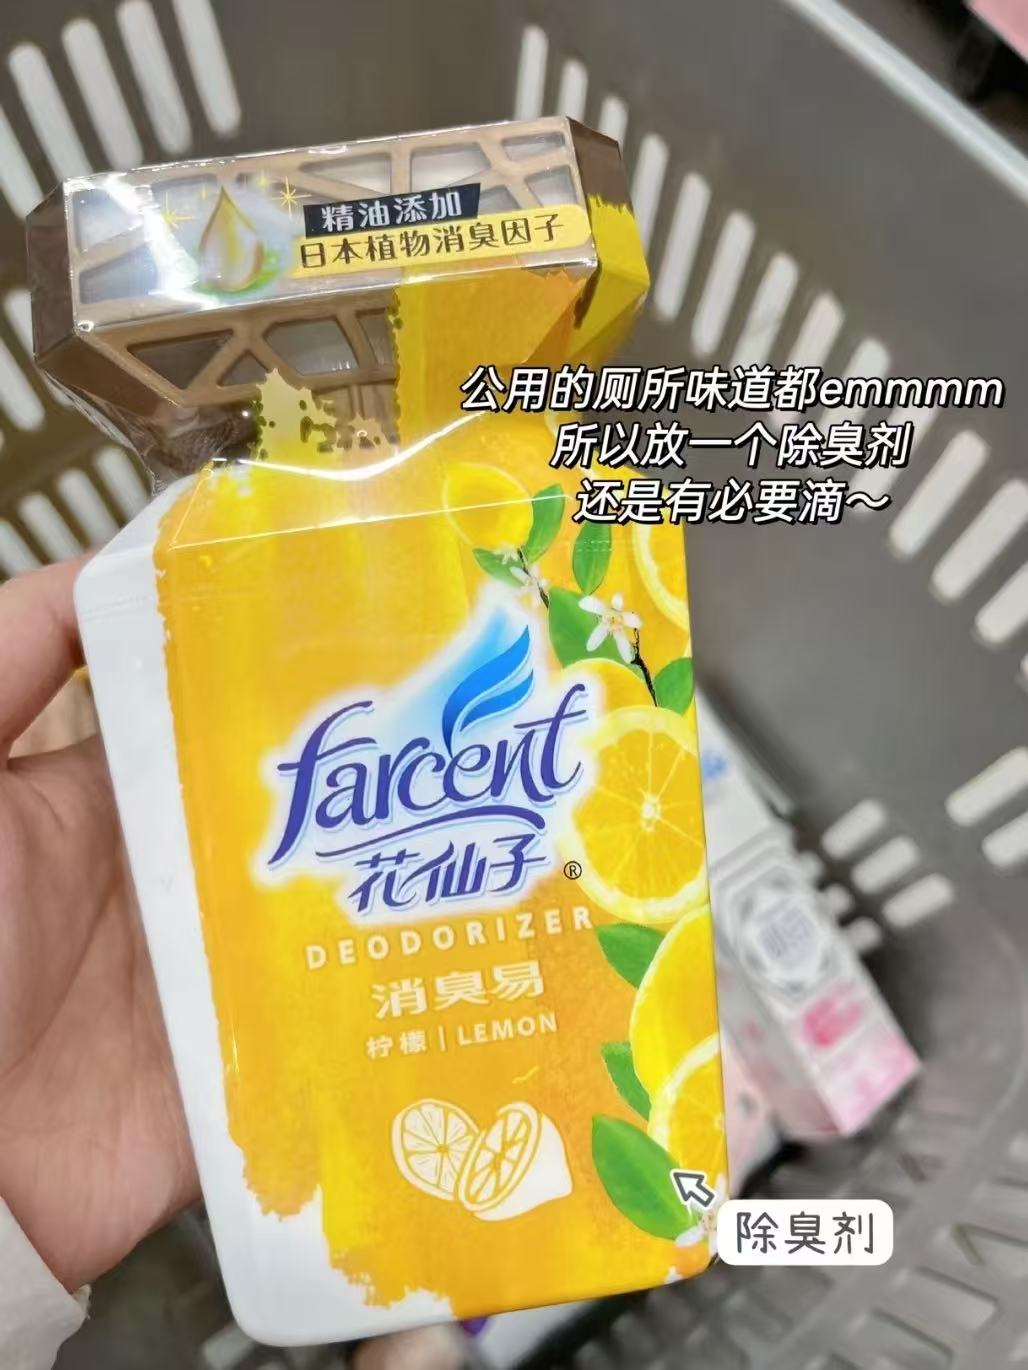 精油添加
日本植物消臭因子
公用的厕所味道都emmmm
所以放一个除臭剂
还是有必要滴～
farcent
花仙子®
DEODORIZER
消臭易
柠檬 | LEMON
除臭剂